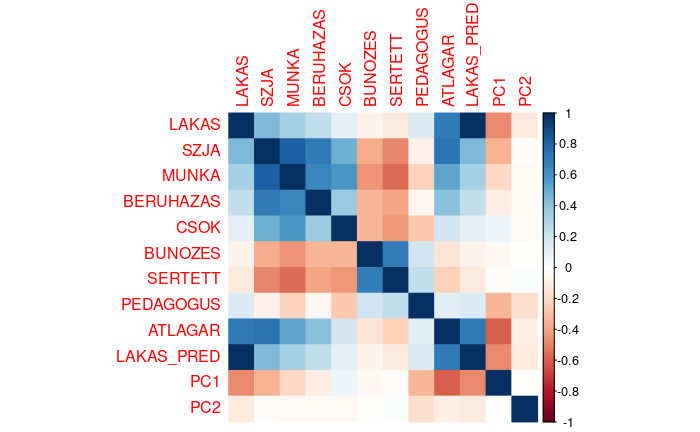 LAKAS
SZJA
MUNKA
BERUHAZAS
CSOK
BUNOZES
SERTETT
PEDAGOGUS
ATLAGAR
LAKAS_PRED
PC1
PC2
LAKAS
SZJA
MUNKA
BERUHAZAS
CSOK
BUNOZES
SERTETT
PEDAGOGUS
ATLAGAR
LAKAS_PRED
PC1
PC2
1
0.8
0.6
0.4
0.2
0
-0.2
-0.4
-0.6
-0.8
-1